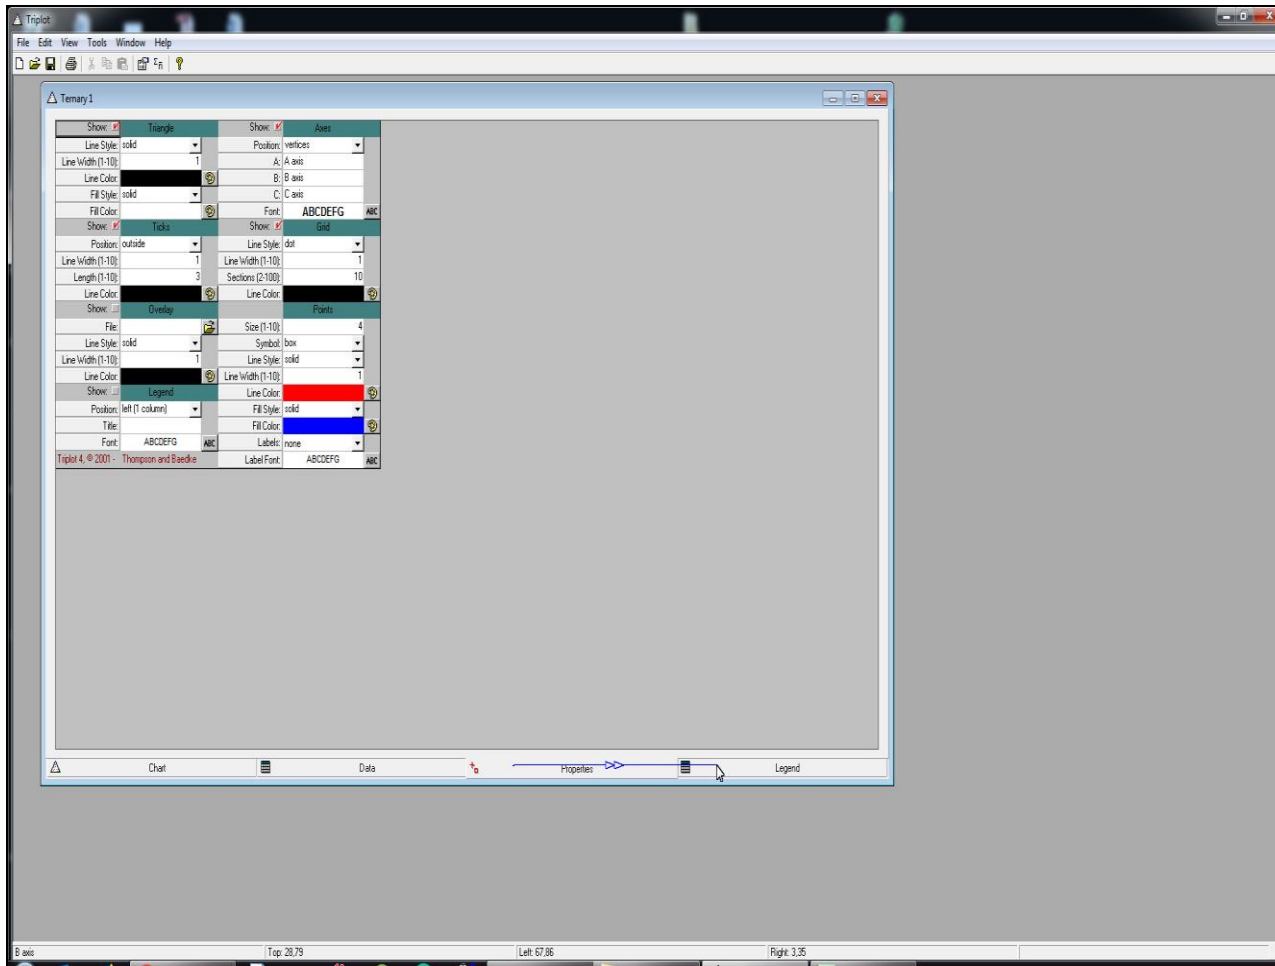 Triplot
File Edit View Tools Window Help
Ternary1
Show: Triangle Show: Axes
Line Style: solid Position: vertices
Line Width (1-10): 1 A: A axis
Line Color: B: B axis
Fill Style: solid C: C axis
Fill Color: Font: ABCDEFG ABC
Show: Ticks Show: Grid
Position: outside Line Style: dot
Line Width (1-10): 1 Line Width (1-10): 1
Length (1-10): 3 Sections (2-100): 10
Line Color: Line Color:
Show: Overlay Points
File: Size (1-10): 4
Line Style: solid Symbol: box
Line Width (1-10): 1 Line Style: solid
Line Color: Line Width (1-10): 1
Show: Legend Line Color:
Position: left (1 column) Fill Style: solid
Title: Fill Color:
Font: ABCDEFG ABC Labels: none
Triplot 4, © 2001 - Thompson and Baedke Label Font: ABCDEFG ABC
Chart Data Properties Legend
B axis Top: 28,79 Left: 67,86 Right: 3,35